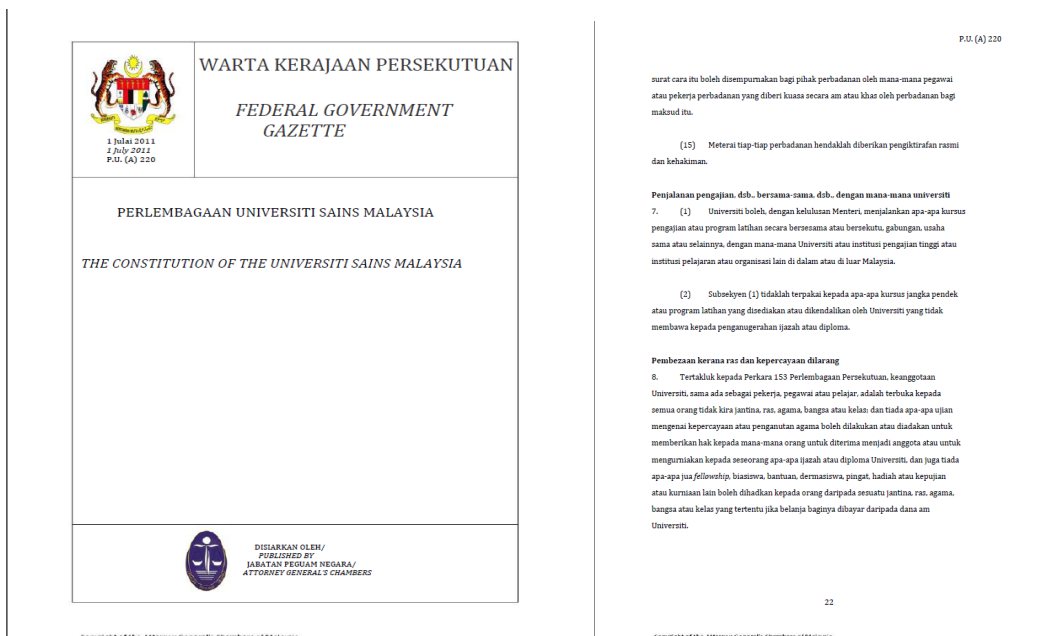 WARTA KERAJAAN PERSEKUTUAN
FEDERAL GOVERNMENT
GAZETTE
1 Julai 2011
1 July 2011
P.U. (A) 220
PERLEMBAGAAN UNIVERSITI SAINS MALAYSIA
THE CONSTITUTION OF THE UNIVERSITI SAINS MALAYSIA
DISIARKAN OLEH/
PUBLISHED BY
JABATAN PEGUAM NEGARA/
ATTORNEY GENERAL'S CHAMBERS
P.U. (A) 220
surat cara itu boleh disempurnakan bagi pihak perbadanan oleh mana-mana pegawai
atau pekerja perbadanan yang diberi kuasa secara am atau khas oleh perbadanan bagi
maksud itu.
(15) Meterai tiap-tiap perbadanan hendaklah diberikan pengiktirafan rasmi
dan kehakiman.
Penjalanan pengajian, dsb., bersama-sama, dsb., dengan mana-mana universiti
7. (1) Universiti boleh, dengan kelulusan Menteri, menjalankan apa-apa kursus
pengajian atau program latihan secara bersesama atau bersekutu, gabungan, usaha
sama atau selainnya, dengan mana-mana Universiti atau institusi pengajian tinggi atau
institusi pelajaran atau organisasi lain di dalam atau di luar Malaysia.
(2) Subseksyen (1) tidaklah terpakai kepada apa-apa kursus jangka pendek
atau program latihan yang disediakan atau dikendalikan oleh Universiti yang tidak
membawa kepada penganugerahan ijazah atau diploma.
Pembezaan kerana ras dan kepercayaan dilarang
8. Tertakluk kepada Perkara 153 Perlembagaan Persekutuan, keanggotaan
Universiti, sama ada sebagai pekerja, pegawai atau pelajar, adalah terbuka kepada
semua orang tidak kira jantina, ras, agama, bangsa atau kelas; dan tiada apa-apa ujian
mengenai kepercayaan atau penganutan agama boleh dilakukan atau diadakan untuk
memberikan hak kepada mana-mana orang untuk diterima menjadi anggota atau untuk
mengurniakan kepada seseorang apa-apa ijazah atau diploma Universiti, dan juga tiada
apa-apa jua fellowship, biasiswa, bantuan, dermasiswa, pingat, hadiah atau kepujian
atau kurniaan lain boleh dihadkan kepada orang daripada sesuatu jantina, ras, agama,
bangsa atau kelas yang tertentu jika belanja baginya dibayar daripada dana am
Universiti.
22